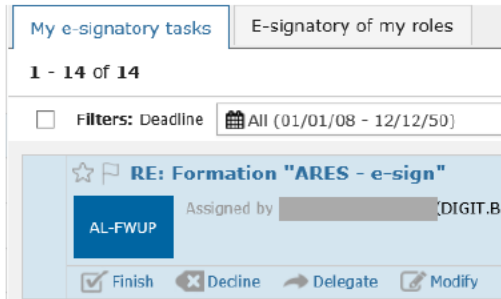 My e-signatory tasks E-signatory of my roles
1 - 14 of 14
Filters: Deadline All (01/01/08 - 12/12/50)
RE: Formation "ARES - e-sign"
Assigned by (DIGIT.B
AL-FWUP
Finish Decline Delegate Modify